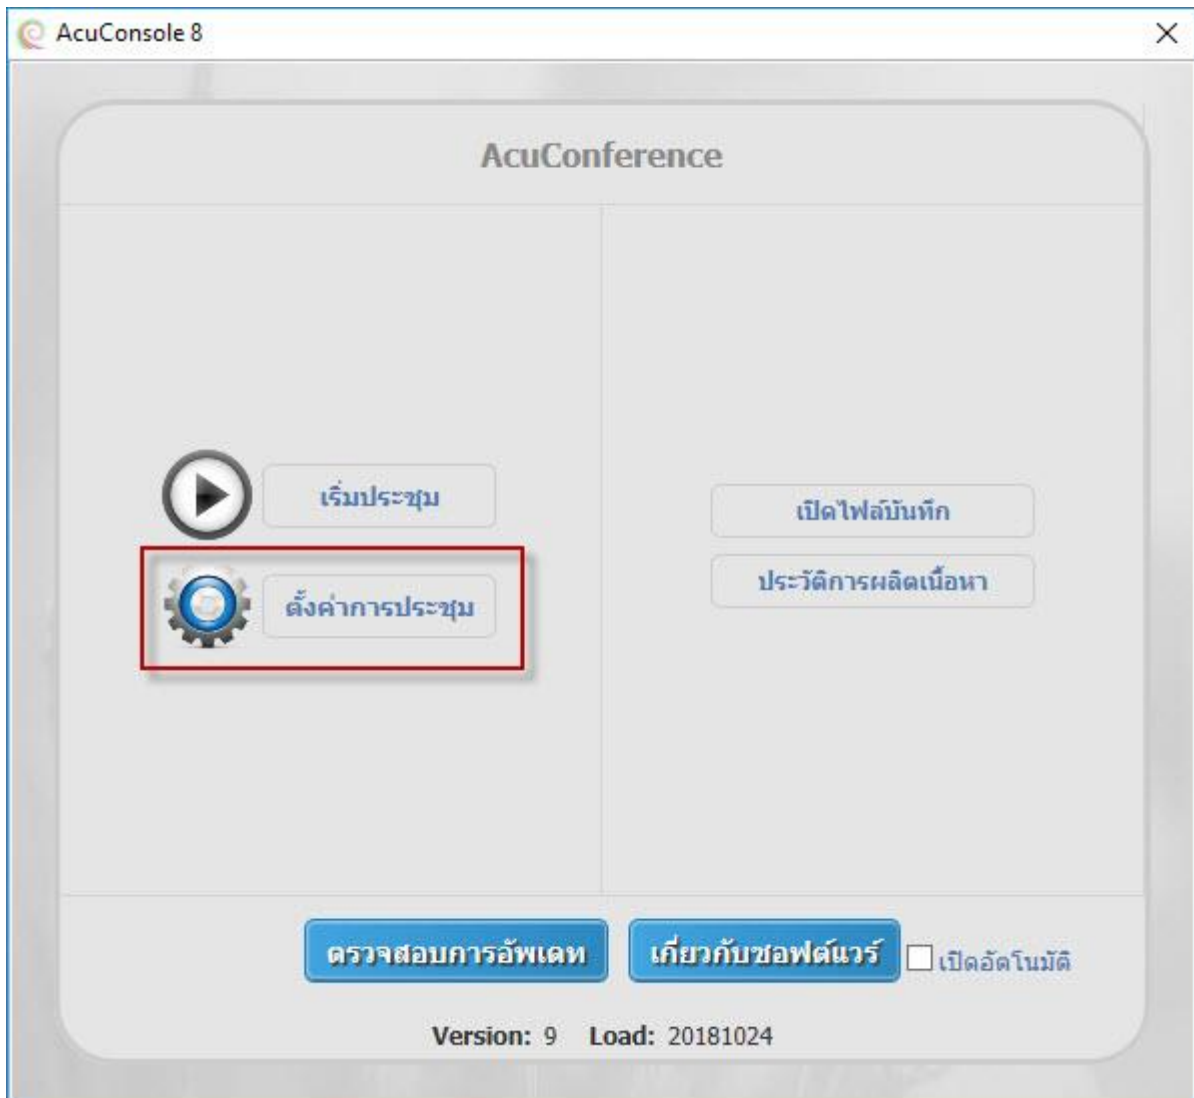 AcuConsole 8
AcuConference
เริ่มประชุม
ตั้งค่าการประชุม
เปิดไฟล์บันทึก
ประวัติการผลิตเนื้อหา
ตรวจสอบการอัพเดท
เกี่ยวกับซอฟต์แวร์
เปิดอัตโนมัติ
Version: 9 Load: 20181024